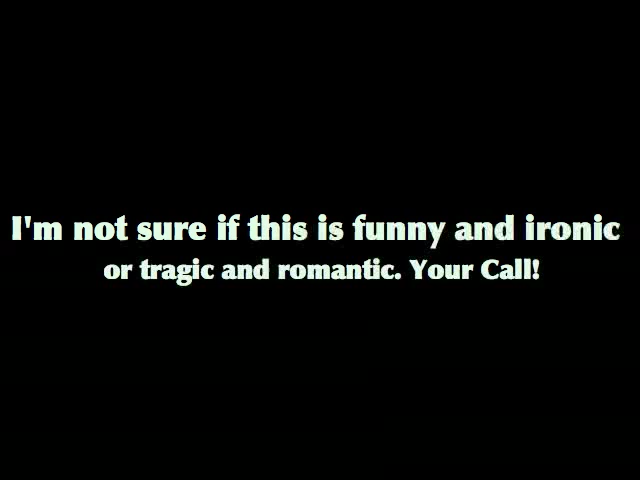 I'm not sure if this is funny and ironic
or tragic and romantic. Your Call!